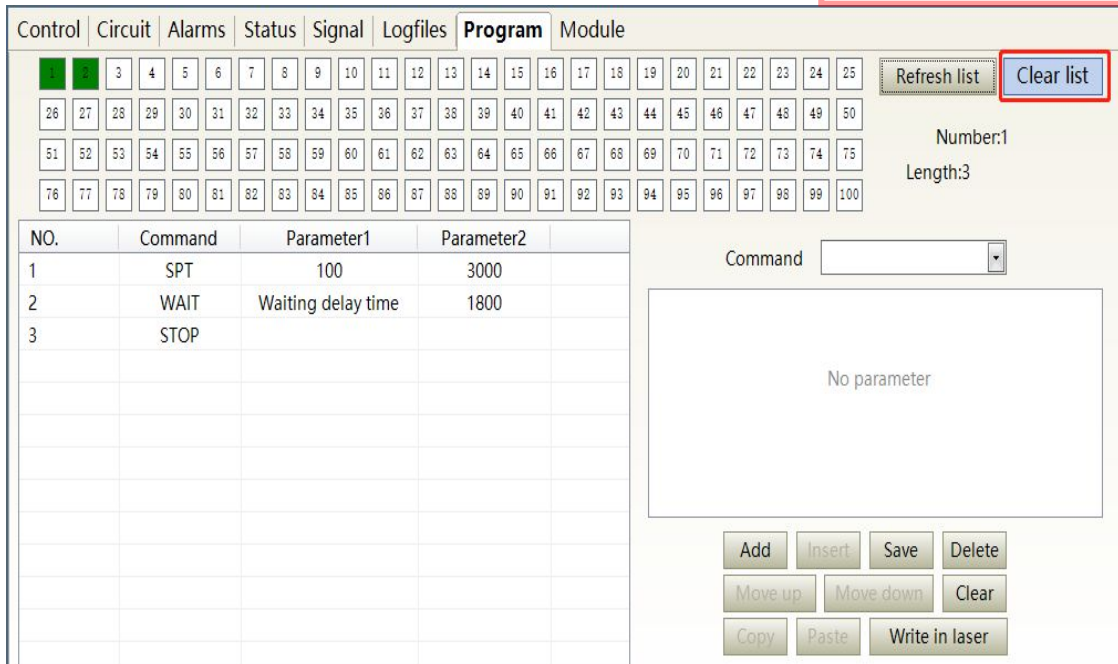 Control Circuit Alarms Status Signal Logfiles Program Module
1 2 3 4 5 6 7 8 9 10 11 12 13 14 15 16 17 18 19 20 21 22 23 24 25 Refresh list Clear list
26 27 28 29 30 31 32 33 34 35 36 37 38 39 40 41 42 43 44 45 46 47 48 49 50
Number:1
51 52 53 54 55 56 57 58 59 60 61 62 63 64 65 66 67 68 69 70 71 72 73 74 75
Length:3
76 77 78 79 80 81 82 83 84 85 86 87 88 89 90 91 92 93 94 95 96 97 98 99 100
NO. Command Parameter1 Parameter2
1 SPT 100 3000
2 WAIT Waiting delay time 1800
3 STOP
Command
No parameter
Add Insert Save Delete
Move up Move down Clear
Copy Paste Write in laser